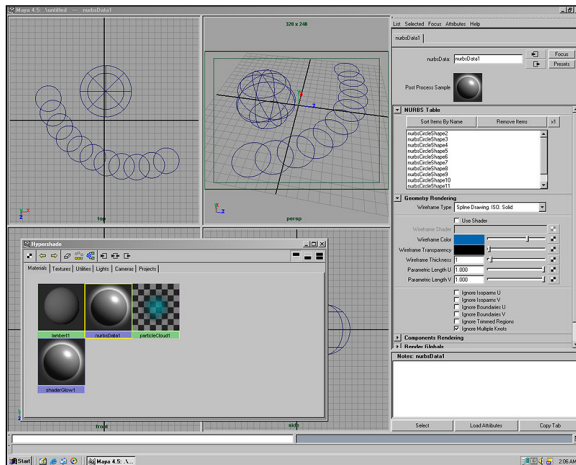 Maya 4.5: .\untitled --- nurbsData1
320 x 240
top
persp
front
side
List Selected Focus Attributes Help
nurbsData1
nurbsData: nurbsData1
Focus
Presets
Post Process Sample
NURBS Table
Sort Items By Name Remove Items x1
nurbsCircleShape2
nurbsCircleShape3
nurbsCircleShape4
nurbsCircleShape5
nurbsCircleShape6
nurbsCircleShape7
nurbsCircleShape8
nurbsCircleShape9
nurbsCircleShape10
nurbsCircleShape11
Geometry Rendering
Wireframe Type Spline Drawing: ISO. Solid
Use Shader
Wireframe Shader
Wireframe Color
Wireframe Transparency
Wireframe Thickness 1
Parametric Length U 1.000
Parametric Length V 1.000
Ignore Isoparms U
Ignore Isoparms V
Ignore Boundaries U
Ignore Boundaries V
Ignore Trimmed Regions
Ignore Multiple Knots
Components Rendering
Render Globals
Notes: nurbsData1
Select Load Attributes Copy Tab
Hypershade
Materials Textures Utilities Lights Cameras Projects
lambert1 nurbsData1 particleCloud1
shaderGlow1
Start Maya 4.5: .\... 2:06 AM